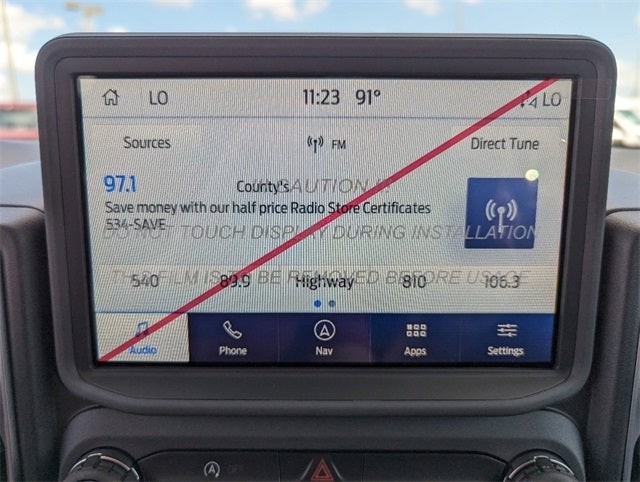 LO 11:23 91° LO
Sources FM Direct Tune
97.1 County's
!!! CAUTION !!!
Save money with our half price Radio Store Certificates
534-SAVE
DO NOT TOUCH DISPLAY DURING INSTALLATION
THIS FILM IS TO BE REMOVED BEFORE USAGE
540 89.9 Highway 810 106.3
Audio Phone Nav Apps Settings
A OFF